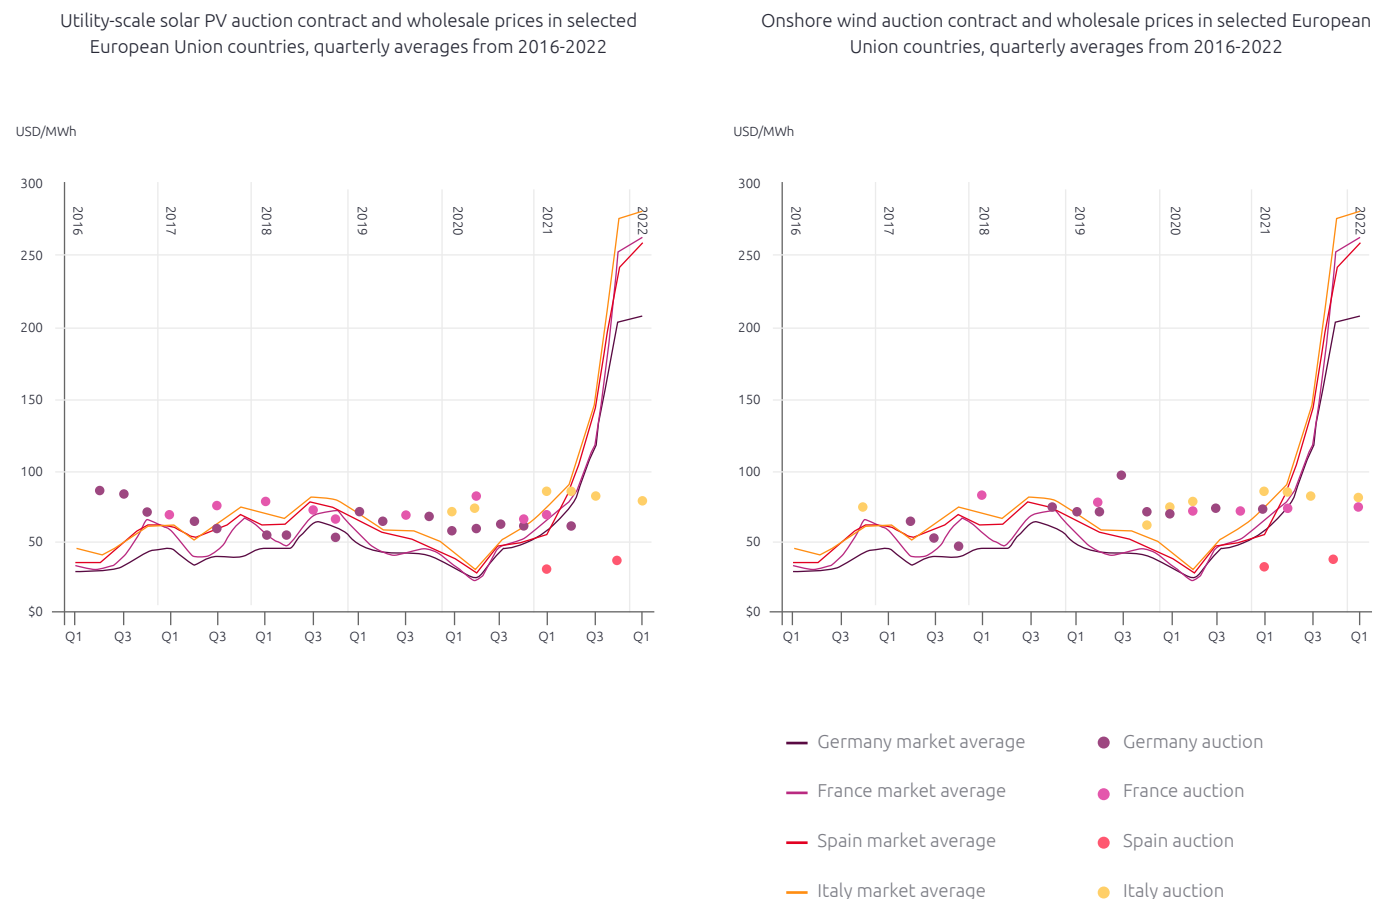 Utility-scale solar PV auction contract and wholesale prices in selected
European Union countries, quarterly averages from 2016-2022
USD/MWh
300
250
200
150
100
50
$0
2016
2017
2018
2019
2020
2021
2022
Q1
Q3
Q1
Q3
Q1
Q3
Q1
Q3
Q1
Q3
Q1
Q3
Q1
Onshore wind auction contract and wholesale prices in selected European
Union countries, quarterly averages from 2016-2022
USD/MWh
300
250
200
150
100
50
$0
2016
2017
2018
2019
2020
2021
2022
Q1
Q3
Q1
Q3
Q1
Q3
Q1
Q3
Q1
Q3
Q1
Q3
Q1
Germany market average
Germany auction
France market average
France auction
Spain market average
Spain auction
Italy market average
Italy auction